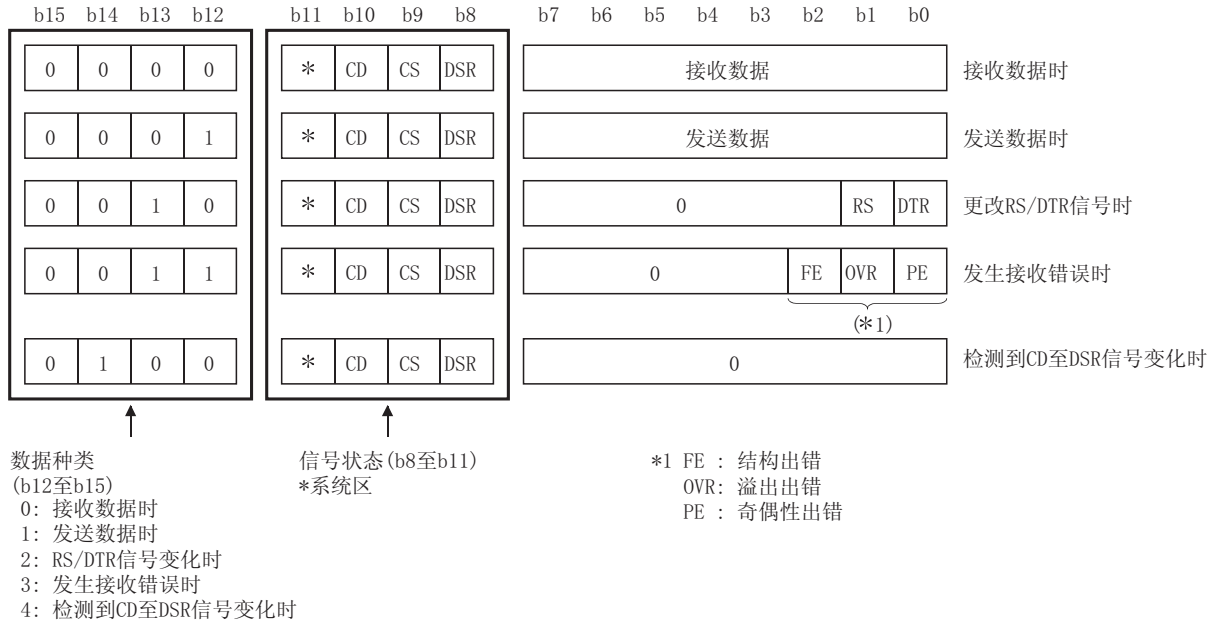 b15 b14 b13 b12 b11 b10 b9 b8 b7 b6 b5 b4 b3 b2 b1 b0
0 0 0 0 * CD CS DSR 接收数据 接收数据时
0 0 0 1 * CD CS DSR 发送数据 发送数据时
0 0 1 0 * CD CS DSR 0 RS DTR 更改RS/DTR信号时
0 0 1 1 * CD CS DSR 0 FE OVR PE 发生接收错误时
(*1)
0 1 0 0 * CD CS DSR 0 检测到CD至DSR信号变化时
数据种类
(b12至b15)
0: 接收数据时
1: 发送数据时
2: RS/DTR信号变化时
3: 发生接收错误时
4: 检测到CD至DSR信号变化时
信号状态(b8至b11)
*系统区
*1 FE : 结构出错
OVR: 溢出出错
PE : 奇偶性出错